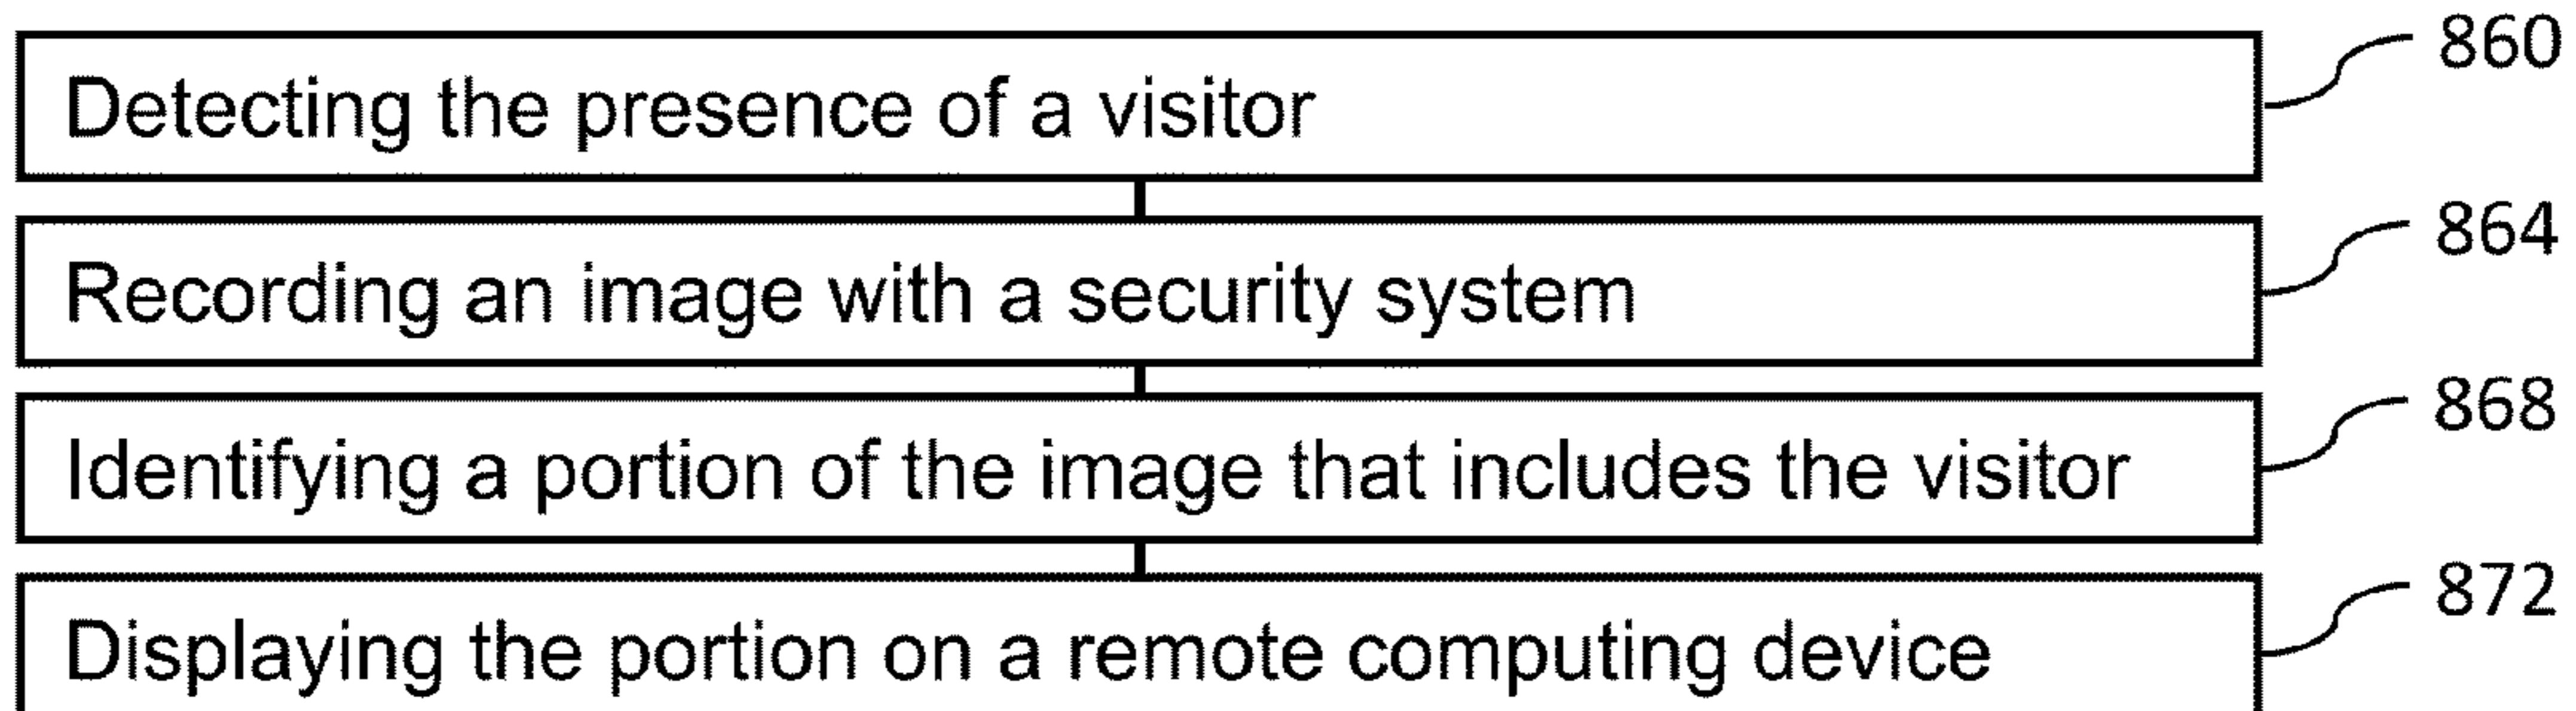 Detecting the presence of a visitor 860
Recording an image with a security system 864
Identifying a portion of the image that includes the visitor 868
Displaying the portion on a remote computing device 872